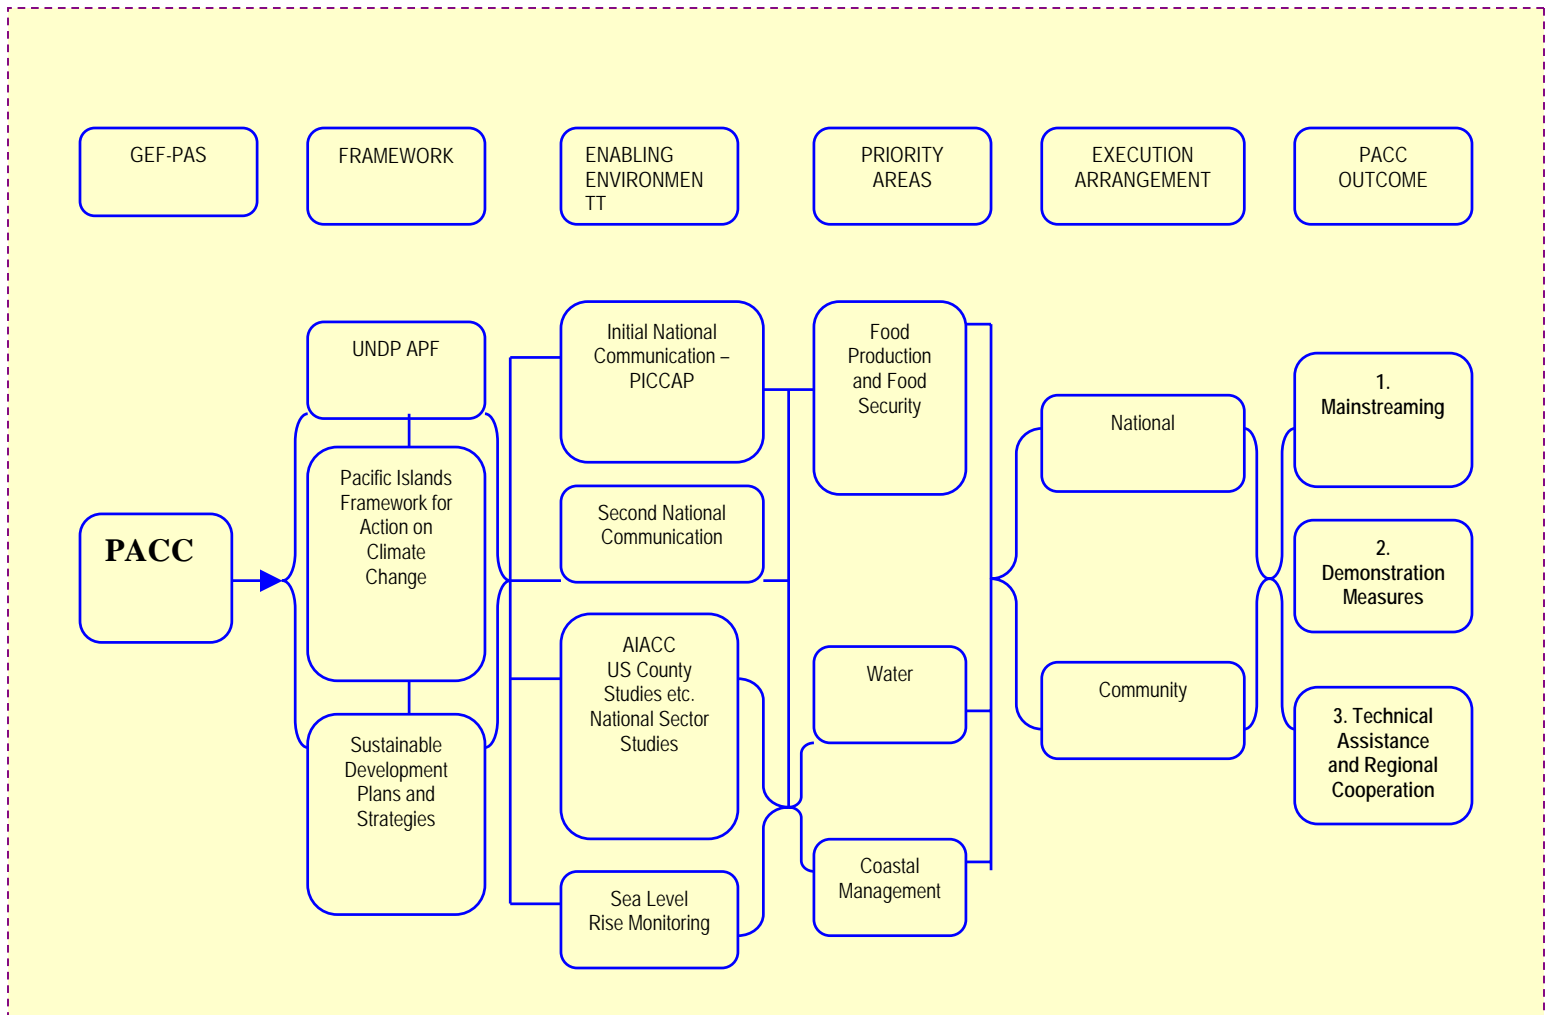 GEF-PAS
FRAMEWORK
ENABLING
ENVIRONMEN
TT
PRIORITY
AREAS
EXECUTION
ARRANGEMENT
PACC
OUTCOME
PACC
UNDP APF
Pacific Islands
Framework for
Action on
Climate
Change
Sustainable
Development
Plans and
Strategies
Initial National
Communication –
PICCAP
Second National
Communication
AIACC
US County
Studies etc.
National Sector
Studies
Sea Level
Rise Monitoring
Food
Production
and Food
Security
Water
Coastal
Management
National
Community
1.
Mainstreaming
2.
Demonstration
Measures
3. Technical
Assistance
and Regional
Cooperation